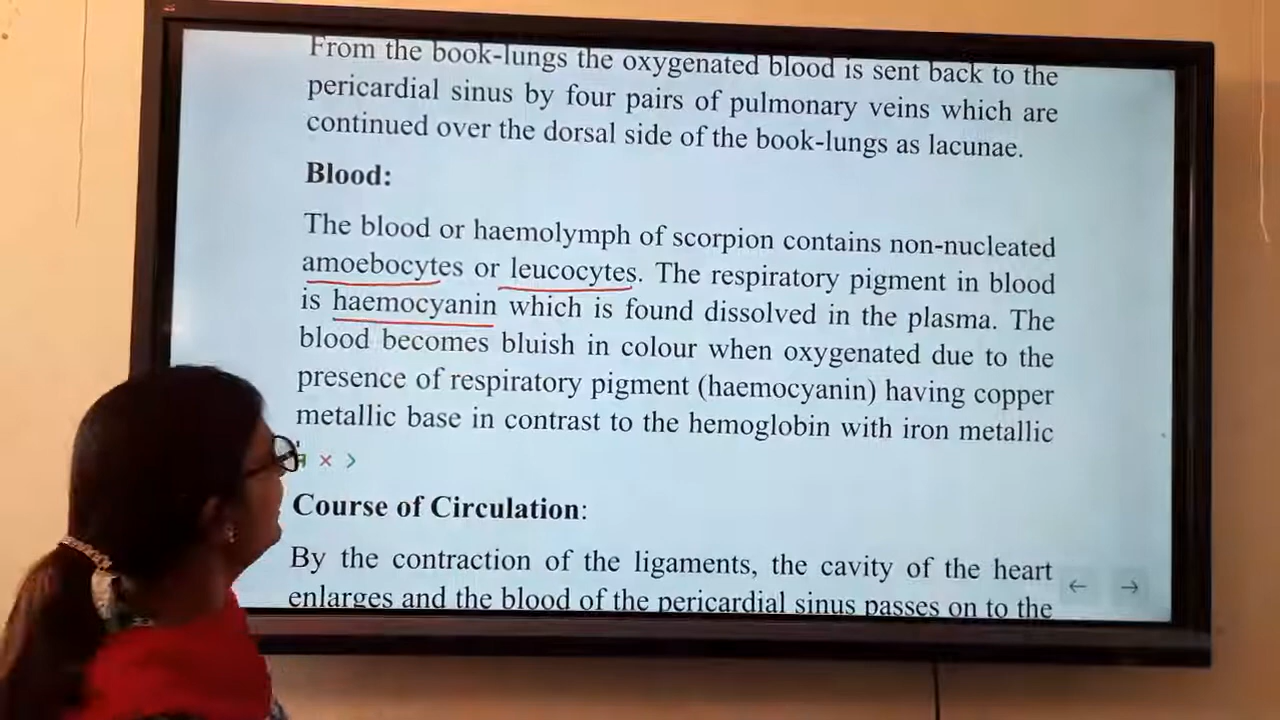 From the book-lungs the oxygenated blood is sent back to the
pericardial sinus by four pairs of pulmonary veins which are
continued over the dorsal side of the book-lungs as lacunae.
Blood:
The blood or haemolymph of scorpion contains non-nucleated
amoebocytes or leucocytes. The respiratory pigment in blood
is haemocyanin which is found dissolved in the plasma. The
blood becomes bluish in colour when oxygenated due to the
presence of respiratory pigment (haemocyanin) having copper
metallic base in contrast to the hemoglobin with iron metallic
Course of Circulation:
By the contraction of the ligaments, the cavity of the heart
enlarges and the blood of the pericardial sinus passes on to the